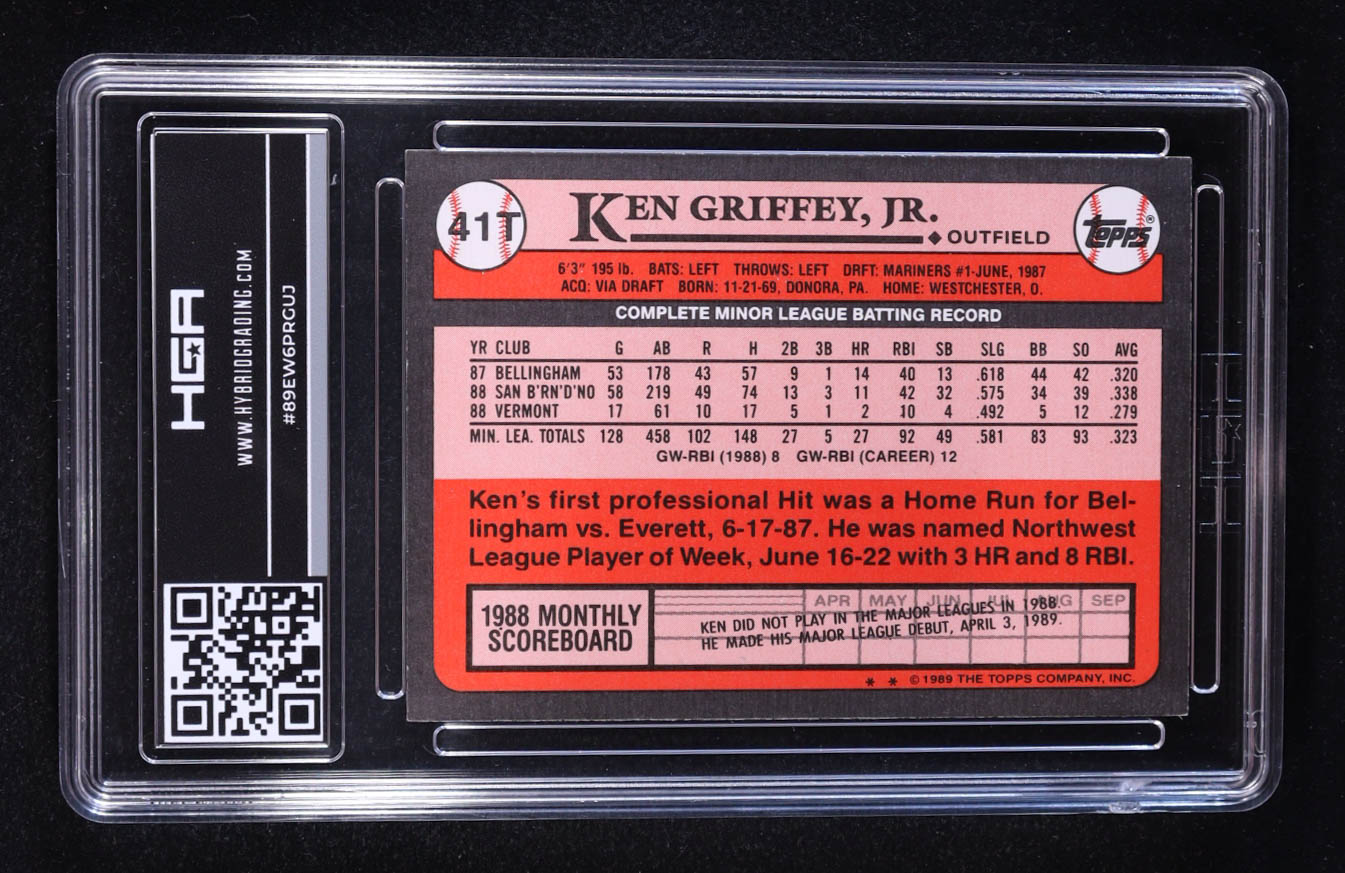 HGA
WWW.HYBRIDGRADING.COM
#89EW6PRGUJ
41T
KEN GRIFFEY, JR.
◆ OUTFIELD
TOPPS®
6'3" 195 lb. BATS: LEFT THROWS: LEFT DRFT: MARINERS #1-JUNE, 1987
ACQ: VIA DRAFT BORN: 11-21-69, DONORA, PA. HOME: WESTCHESTER, O.
COMPLETE MINOR LEAGUE BATTING RECORD
YR CLUB G AB R H 2B 3B HR RBI SB SLG BB SO AVG
87 BELLINGHAM 53 178 43 57 9 1 14 40 13 .618 44 42 .320
88 SAN B'RN'D'NO 58 219 49 74 13 3 11 42 32 .575 34 39 .338
88 VERMONT 17 61 10 17 5 1 2 10 4 .492 5 12 .279
MIN. LEA. TOTALS 128 458 102 148 27 5 27 92 49 .581 83 93 .323
GW-RBI (1988) 8 GW-RBI (CAREER) 12
Ken's first professional Hit was a Home Run for Bel-
lingham vs. Everett, 6-17-87. He was named Northwest
League Player of Week, June 16-22 with 3 HR and 8 RBI.
1988 MONTHLY
SCOREBOARD
APR MAY JUN JUL AUG SEP
KEN DID NOT PLAY IN THE MAJOR LEAGUES IN 1988.
HE MADE HIS MAJOR LEAGUE DEBUT, APRIL 3, 1989.
* * © 1989 THE TOPPS COMPANY, INC.
HGA